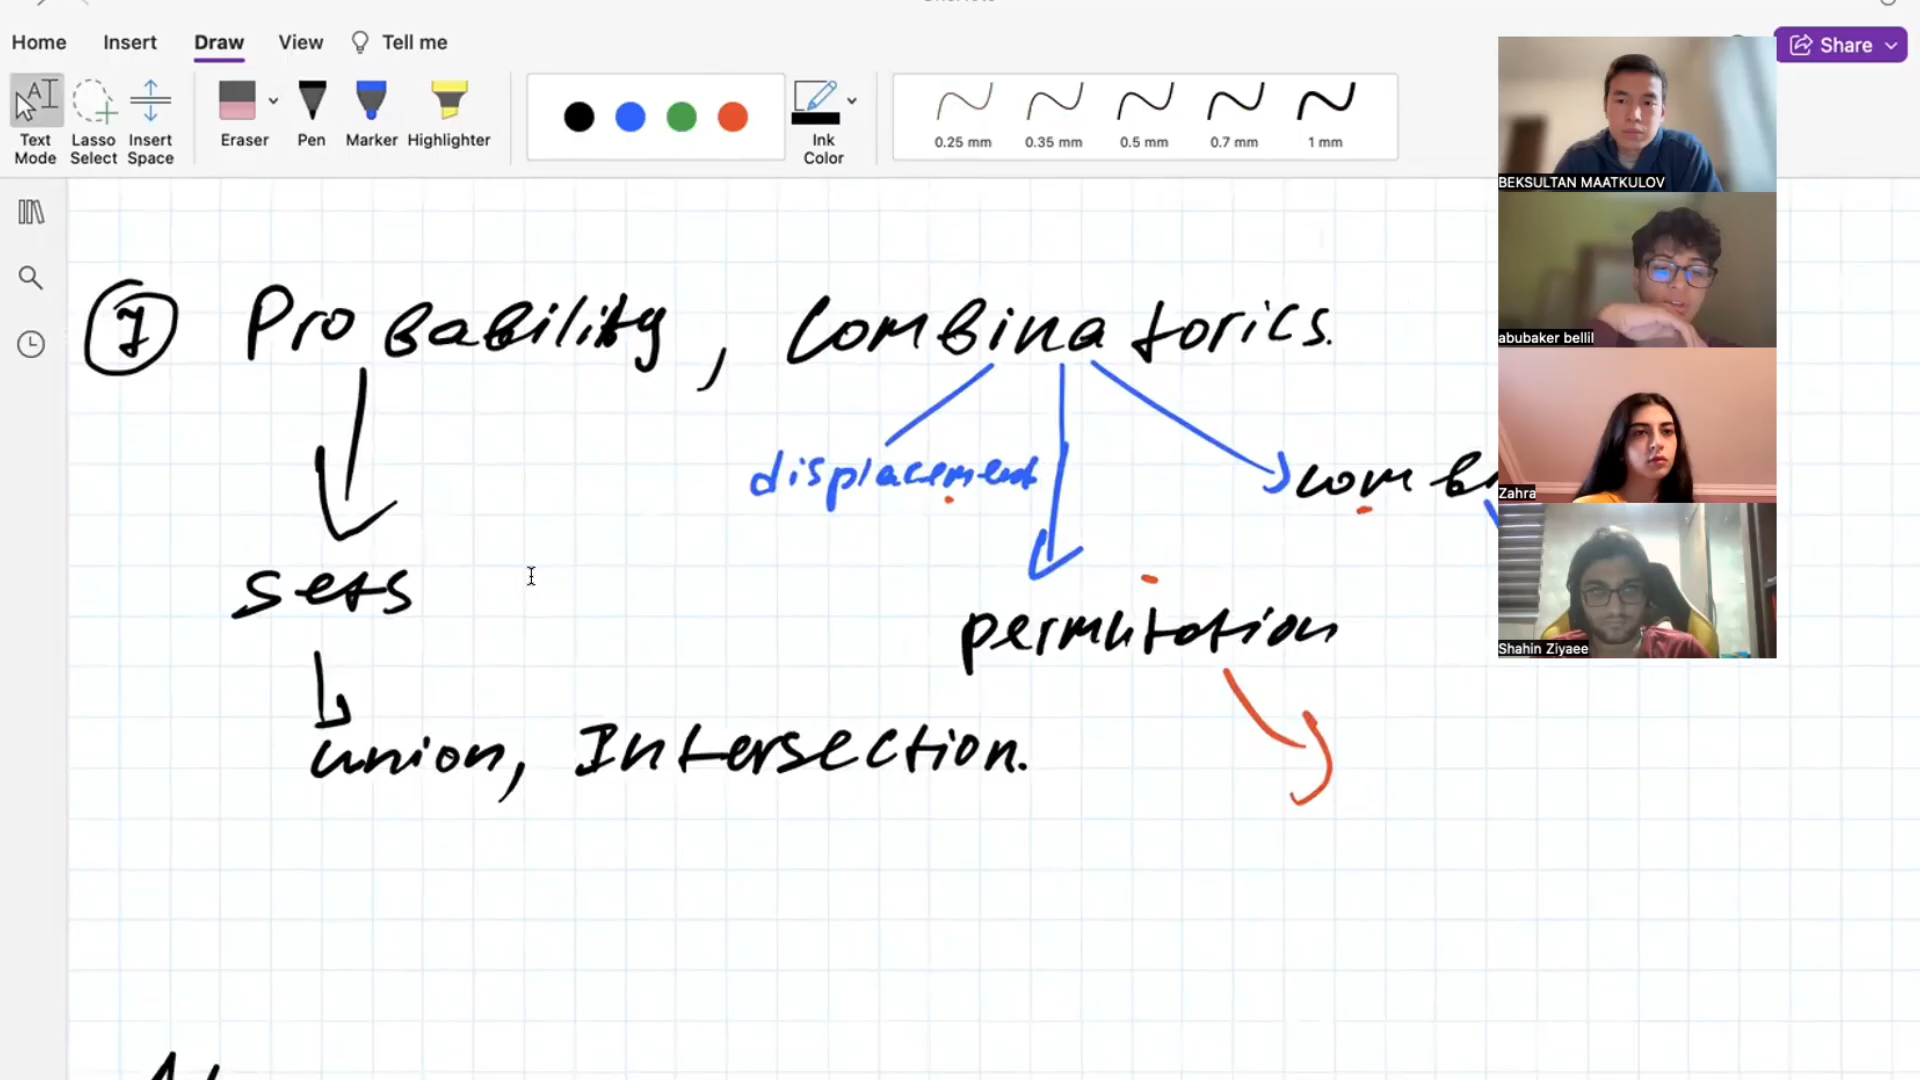 Home Insert Draw View Tell me
Share
Text Mode
Lasso Select
Insert Space
Eraser
Pen
Marker
Highlighter
Ink Color
0.25 mm
0.35 mm
0.5 mm
0.7 mm
1 mm
BEKSULTAN MAATKULOV
abubaker bellil
Zahra
Shahin Ziyaee
① Probability, Combinatorics.
displacement
comb
sets
permutation
union, Intersection.